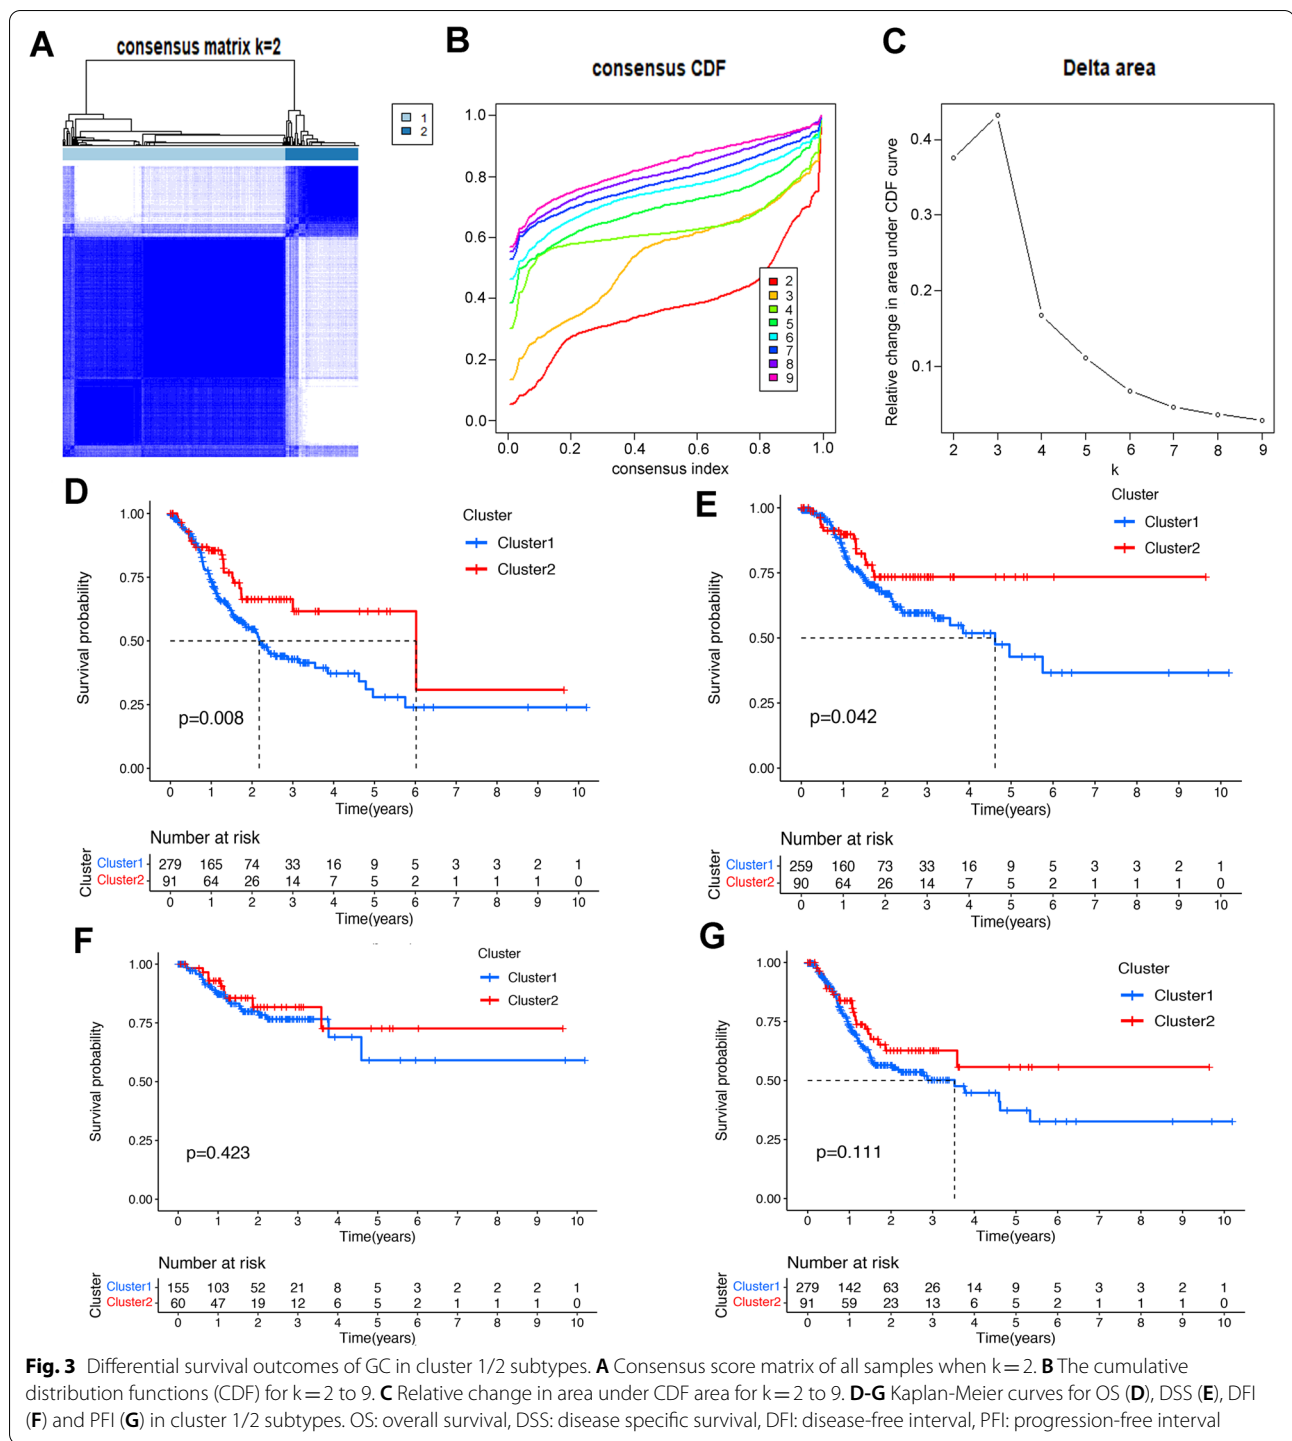 A
consensus matrix k=2
1
2
B
consensus CDF
1.0
0.8
0.6
0.4
0.2
0.0
2
3
4
5
6
7
8
9
0.0 0.2 0.4 0.6 0.8 1.0
consensus index
C
Delta area
Relative change in area under CDF curve
0.4
0.3
0.2
0.1
2 3 4 5 6 7 8 9
k
D
Cluster
Cluster1
Cluster2
Survival probability
1.00
0.75
0.50
0.25
0.00
p=0.008
0 1 2 3 4 5 6 7 8 9 10
Time(years)
Number at risk
Cluster
Cluster1 279 165 74 33 16 9 5 3 3 2 1
Cluster2 91 64 26 14 7 5 2 1 1 1 0
0 1 2 3 4 5 6 7 8 9 10
Time(years)
E
Cluster
Cluster1
Cluster2
Survival probability
1.00
0.75
0.50
0.25
0.00
p=0.042
0 1 2 3 4 5 6 7 8 9 10
Time(years)
Number at risk
Cluster
Cluster1 259 160 73 33 16 9 5 3 3 2 1
Cluster2 90 64 26 14 7 5 2 1 1 1 0
0 1 2 3 4 5 6 7 8 9 10
Time(years)
F
Cluster
Cluster1
Cluster2
Survival probability
1.00
0.75
0.50
0.25
0.00
p=0.423
0 1 2 3 4 5 6 7 8 9 10
Time(years)
Number at risk
Cluster
Cluster1 155 103 52 21 8 5 3 2 2 2 1
Cluster2 60 47 19 12 6 5 2 1 1 1 0
0 1 2 3 4 5 6 7 8 9 10
Time(years)
G
Cluster
Cluster1
Cluster2
Survival probability
1.00
0.75
0.50
0.25
0.00
p=0.111
0 1 2 3 4 5 6 7 8 9 10
Time(years)
Number at risk
Cluster
Cluster1 279 142 63 26 14 9 5 3 3 2 1
Cluster2 91 59 23 13 6 5 2 1 1 1 0
0 1 2 3 4 5 6 7 8 9 10
Time(years)
Fig. 3 Differential survival outcomes of GC in cluster 1/2 subtypes. A Consensus score matrix of all samples when k = 2. B The cumulative
distribution functions (CDF) for k = 2 to 9. C Relative change in area under CDF area for k = 2 to 9. D-G Kaplan-Meier curves for OS (D), DSS (E), DFI
(F) and PFI (G) in cluster 1/2 subtypes. OS: overall survival, DSS: disease specific survival, DFI: disease-free interval, PFI: progression-free interval